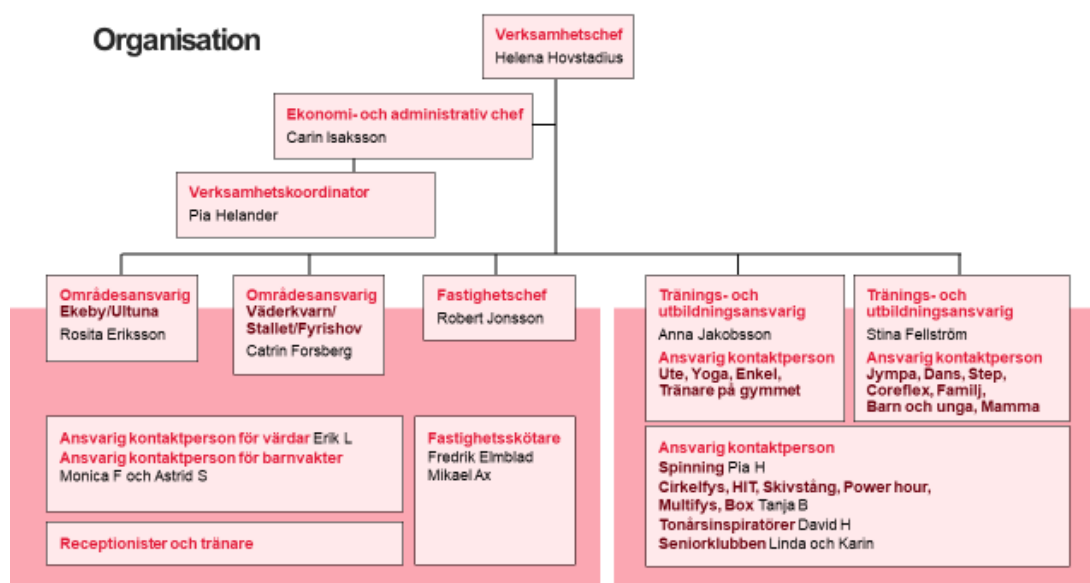 Organisation
Verksamhetschef
Helena Hovstadius
Ekonomi- och administrativ chef
Carin Isaksson
Verksamhetskoordinator
Pia Helander
Områdesansvarig
Ekeby/Ultuna
Rosita Eriksson
Områdesansvarig
Väderkvarn/
Stallet/Fyrishov
Catrin Forsberg
Fastighetschef
Robert Jonsson
Tränings- och
utbildningsansvarig
Anna Jakobsson
Ansvarig kontaktperson
Ute, Yoga, Enkel,
Tränare på gymmet
Tränings- och
utbildningsansvarig
Stina Fellström
Ansvarig kontaktperson
Jympa, Dans, Step,
Coreflex, Familj,
Barn och unga, Mamma
Ansvarig kontaktperson för värdar Erik L
Ansvarig kontaktperson för barnvakter
Monica F och Astrid S
Receptionister och tränare
Fastighetsskötare
Fredrik Elmblad
Mikael Ax
Ansvarig kontaktperson
Spinning Pia H
Cirkelfys, HIT, Skivstång, Power hour,
Multifys, Box Tanja B
Tonårsinspiratörer David H
Seniorklubben Linda och Karin